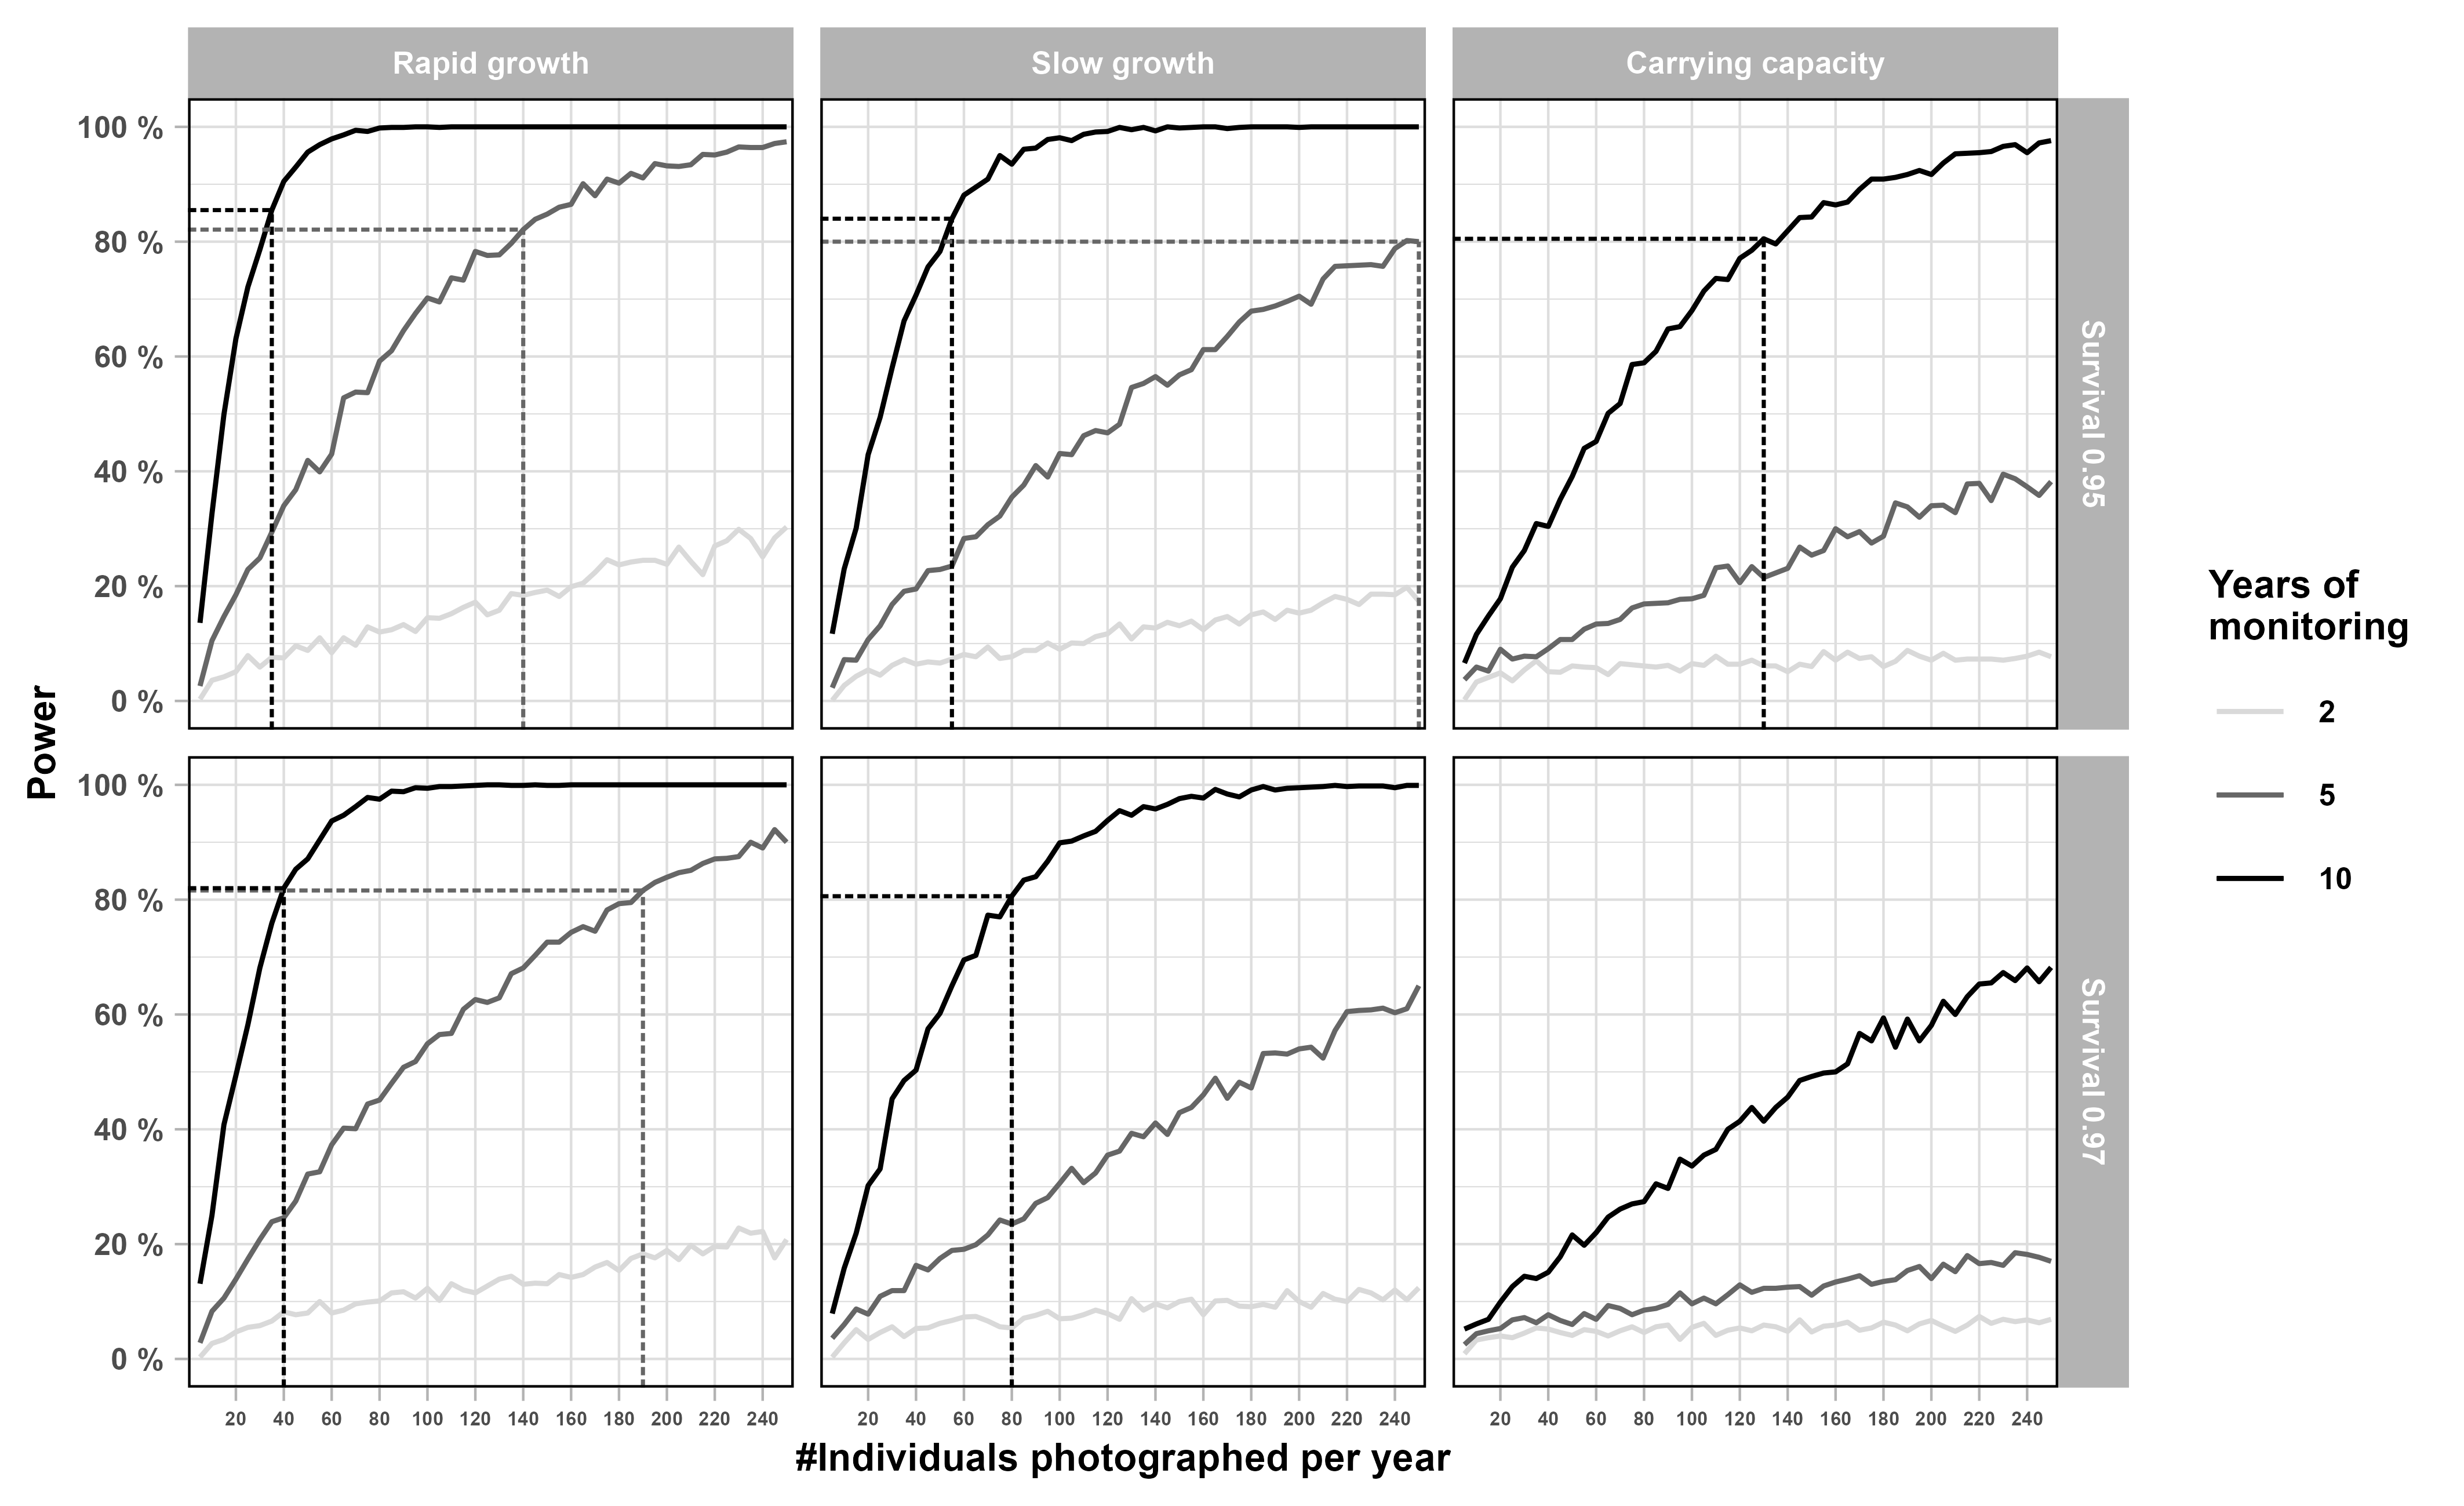 Rapid growth
Slow growth
Carrying capacity
100 %
80 %
60 %
40 %
20 %
0 %
Survival 0.95
100 %
80 %
60 %
40 %
20 %
0 %
Survival 0.97
Power
20 40 60 80 100 120 140 160 180 200 220 240
20 40 60 80 100 120 140 160 180 200 220 240
20 40 60 80 100 120 140 160 180 200 220 240
#Individuals photographed per year
Years of
monitoring
2
5
10